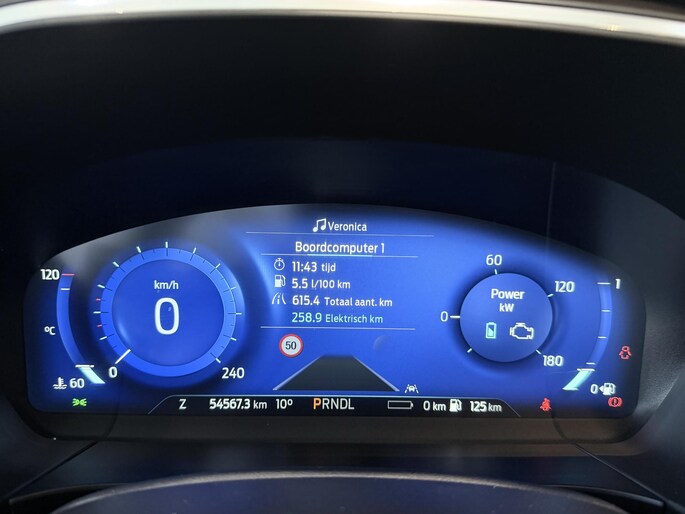 Veronica
Boordcomputer 1
11:43 tijd
5.5 l/100 km
615.4 Totaal aant. km
258.9 Elektrisch km
50
120
°C
60
km/h
0
0
240
60
120
0
180
Power
kW
1
0
Z 54567.3 km 10° PRNDL 0 km 125 km